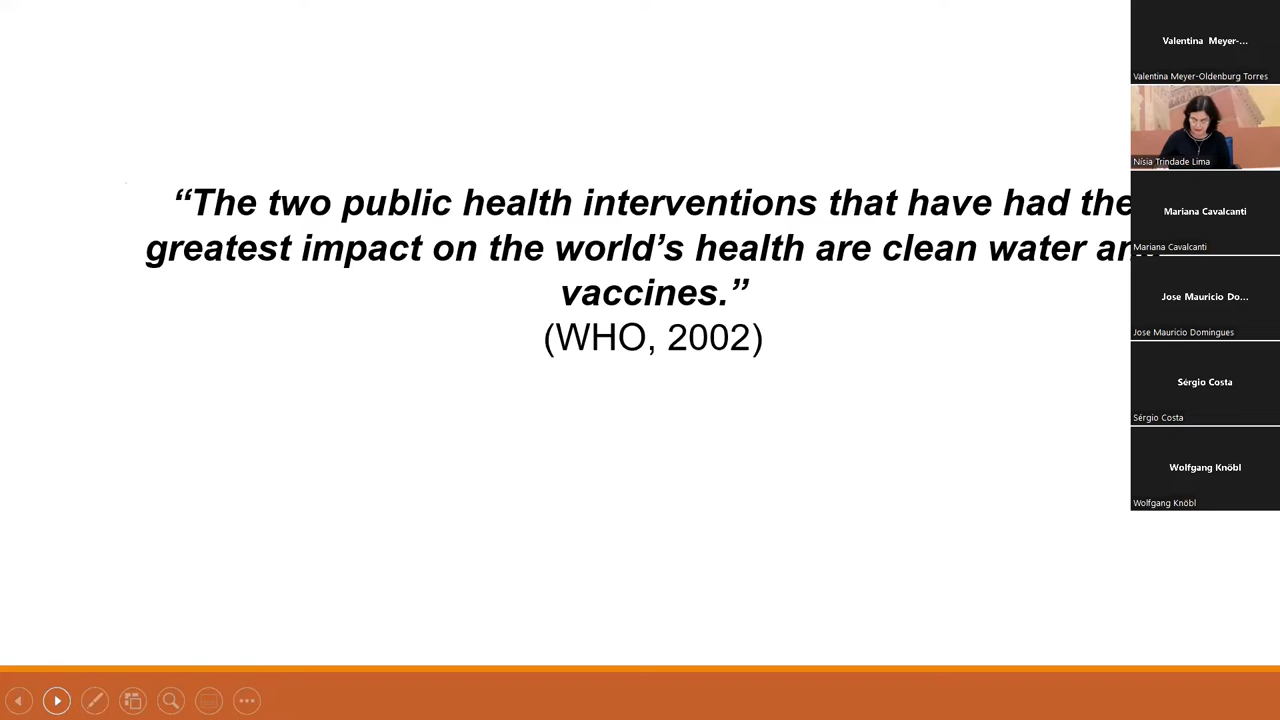 “The two public health interventions that have had the
greatest impact on the world’s health are clean water and
vaccines.”
(WHO, 2002)
Valentina Meyer-...
Valentina Meyer-Oldenburg Torres
Nísia Trindade Lima
Mariana Cavalcanti
Mariana Cavalcanti
Jose Mauricio Do...
Jose Mauricio Domingues
Sérgio Costa
Sérgio Costa
Wolfgang Knöbl
Wolfgang Knöbl